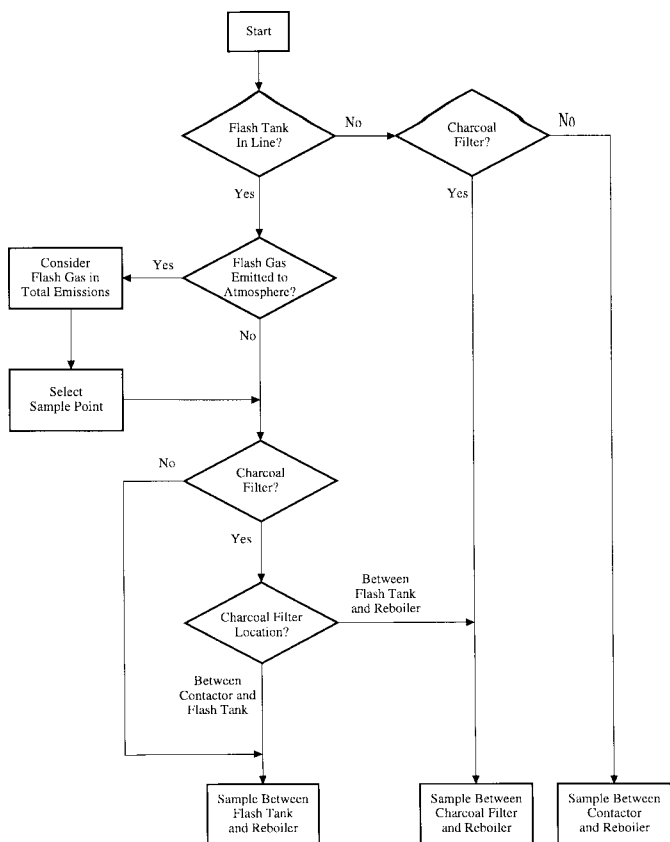 Start
Flash Tank
In Line?
No
Charcoal
Filter?
No
Yes
Yes
Consider
Flash Gas in
Total Emissions
Yes
Flash Gas
Emitted to
Atmosphere?
No
Select
Sample Point
No
Charcoal
Filter?
Yes
Between
Flash Tank
and Reboiler
Charcoal Filter
Location?
Between
Contactor and
Flash Tank
Sample Between
Flash Tank
and Reboiler
Sample Between
Charcoal Filter
and Reboiler
Sample Between
Contactor
and Reboiler